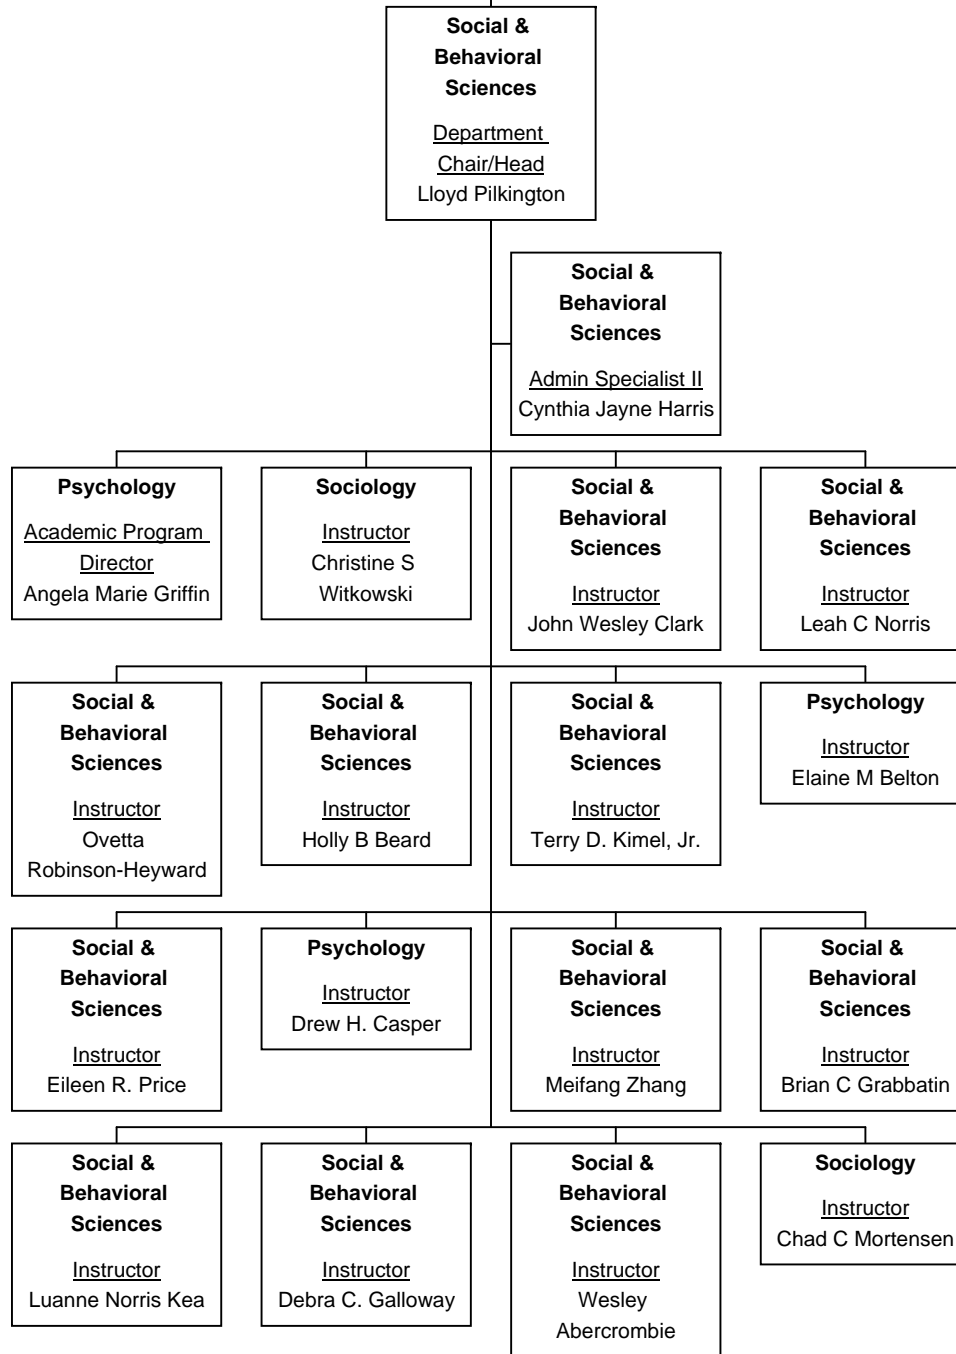 Social &
Behavioral
Sciences
Department
Chair/Head
Lloyd Pilkington
Social &
Behavioral
Sciences
Admin Specialist II
Cynthia Jayne Harris
Psychology
Academic Program
Director
Angela Marie Griffin
Sociology
Instructor
Christine S
Witkowski
Social &
Behavioral
Sciences
Instructor
John Wesley Clark
Social &
Behavioral
Sciences
Instructor
Leah C Norris
Social &
Behavioral
Sciences
Instructor
Ovetta
Robinson-Heyward
Social &
Behavioral
Sciences
Instructor
Holly B Beard
Social &
Behavioral
Sciences
Instructor
Terry D. Kimel, Jr.
Psychology
Instructor
Elaine M Belton
Social &
Behavioral
Sciences
Instructor
Eileen R. Price
Psychology
Instructor
Drew H. Casper
Social &
Behavioral
Sciences
Instructor
Meifang Zhang
Social &
Behavioral
Sciences
Instructor
Brian C Grabbatin
Social &
Behavioral
Sciences
Instructor
Luanne Norris Kea
Social &
Behavioral
Sciences
Instructor
Debra C. Galloway
Social &
Behavioral
Sciences
Instructor
Wesley
Abercrombie
Sociology
Instructor
Chad C Mortensen